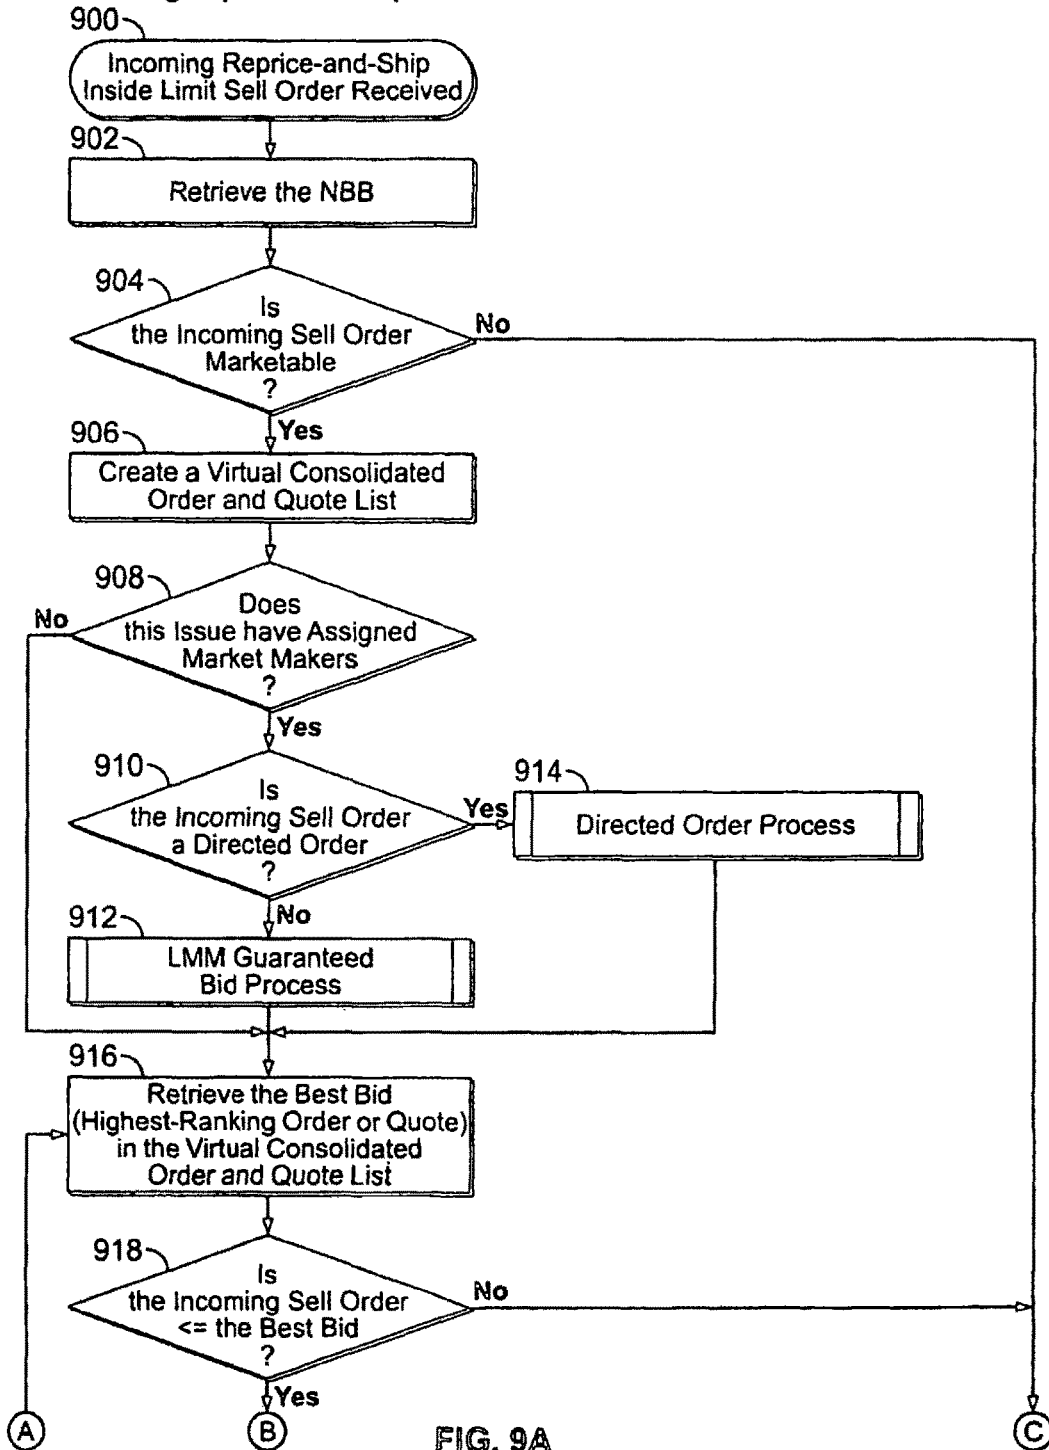 900
Incoming Reprice-and-Ship
Inside Limit Sell Order Received
902
Retrieve the NBB
904
Is
the Incoming Sell Order
Marketable
?
No
Yes
906
Create a Virtual Consolidated
Order and Quote List
908
Does
this Issue have Assigned
Market Makers
?
No
Yes
910
Is
the Incoming Sell Order
a Directed Order
?
Yes
914
Directed Order Process
No
912
LMM Guaranteed
Bid Process
916
Retrieve the Best Bid
(Highest-Ranking Order or Quote)
in the Virtual Consolidated
Order and Quote List
918
Is
the Incoming Sell Order
<= the Best Bid
?
No
Yes
A
B
C
FIG. 9A